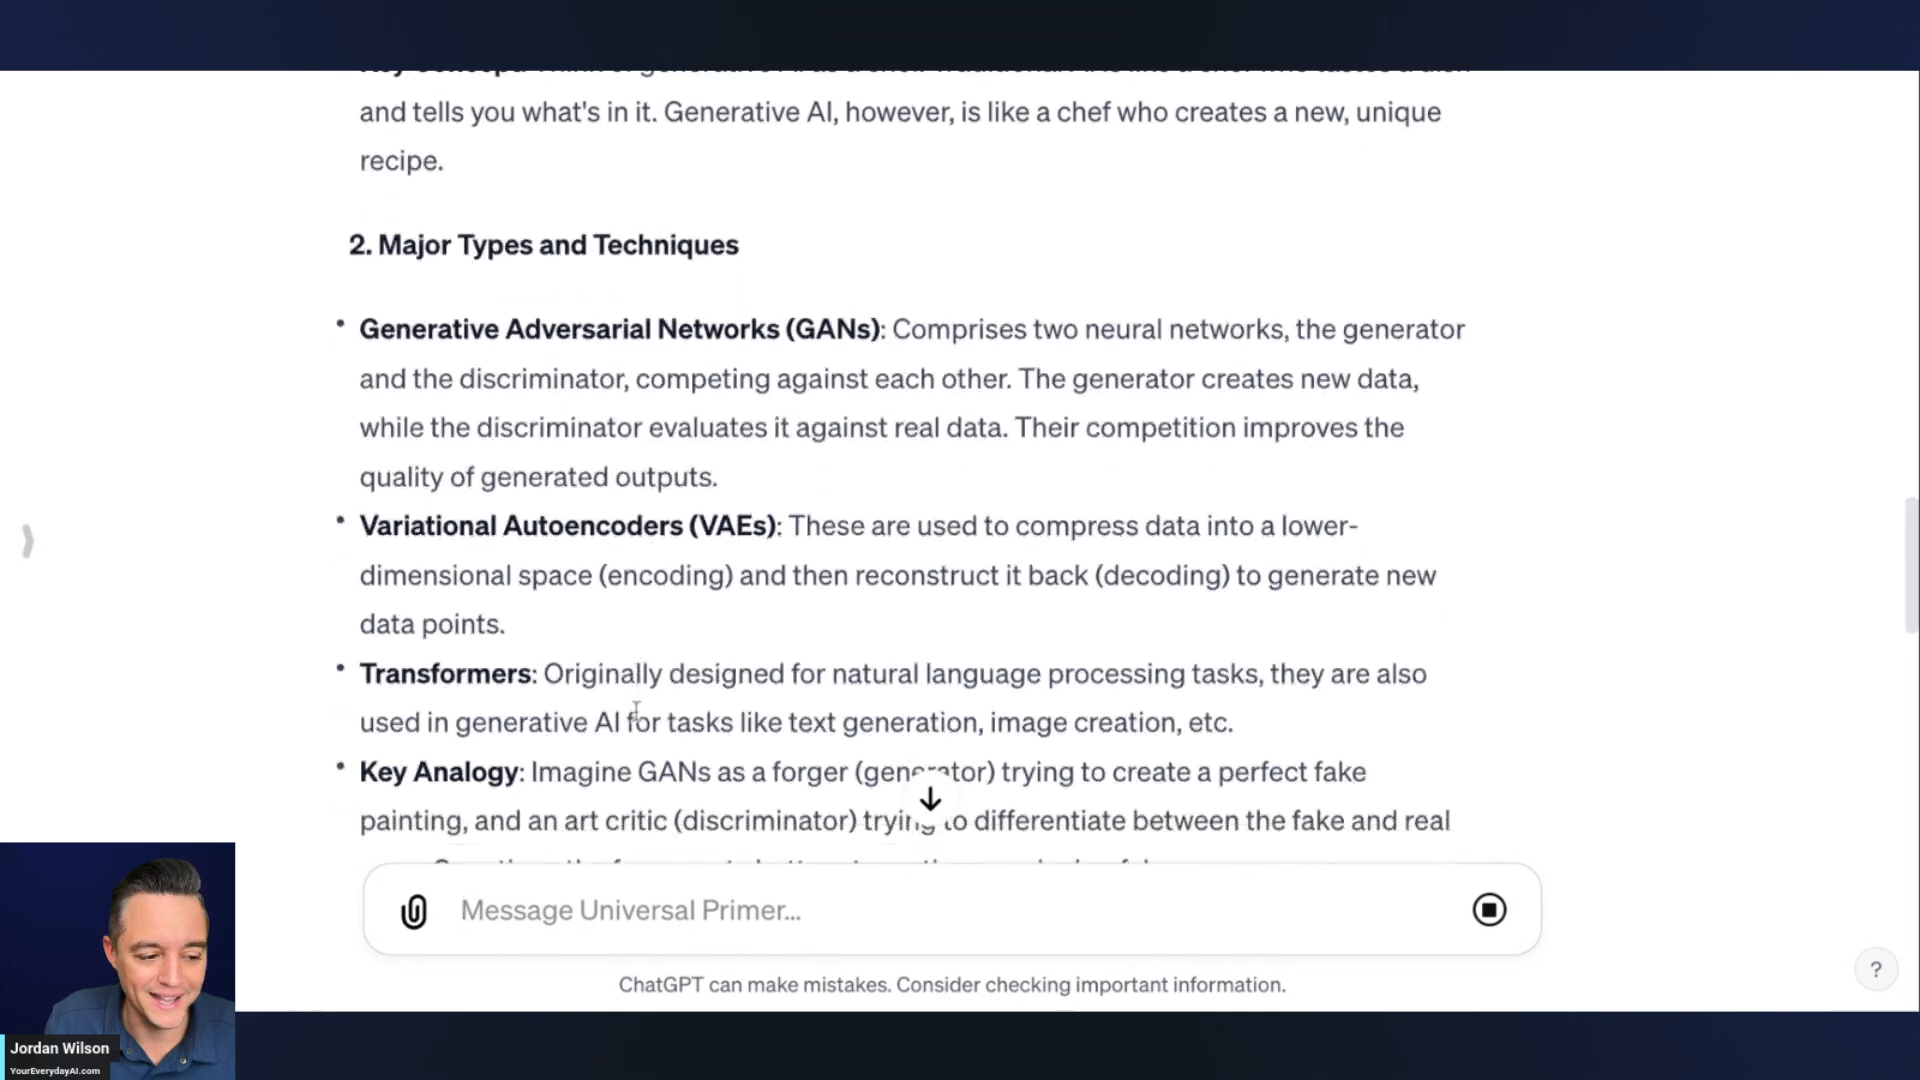 and tells you what's in it. Generative AI, however, is like a chef who creates a new, unique
recipe.
2. Major Types and Techniques
• Generative Adversarial Networks (GANs): Comprises two neural networks, the generator
and the discriminator, competing against each other. The generator creates new data,
while the discriminator evaluates it against real data. Their competition improves the
quality of generated outputs.
• Variational Autoencoders (VAEs): These are used to compress data into a lower-
dimensional space (encoding) and then reconstruct it back (decoding) to generate new
data points.
• Transformers: Originally designed for natural language processing tasks, they are also
used in generative AI for tasks like text generation, image creation, etc.
• Key Analogy: Imagine GANs as a forger (generator) trying to create a perfect fake
painting, and an art critic (discriminator) trying to differentiate between the fake and real
Message Universal Primer...
ChatGPT can make mistakes. Consider checking important information.
?
Jordan Wilson
YourEverydayAI.com